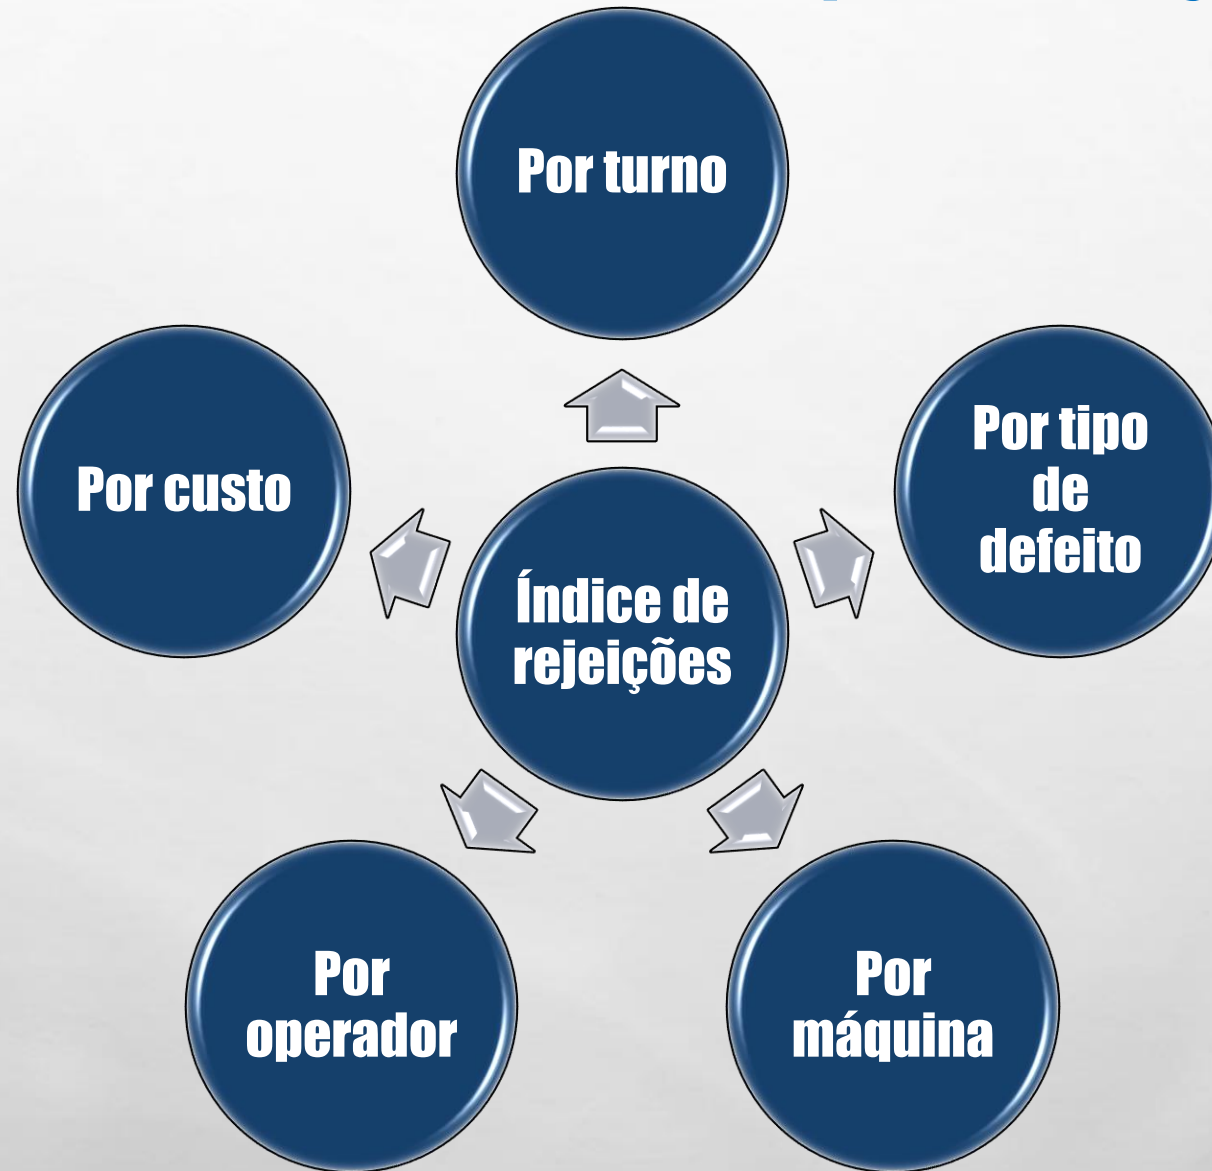 Por turno
Por tipo
de
defeito
Por custo
Índice de
rejeições
Por
operador
Por
máquina